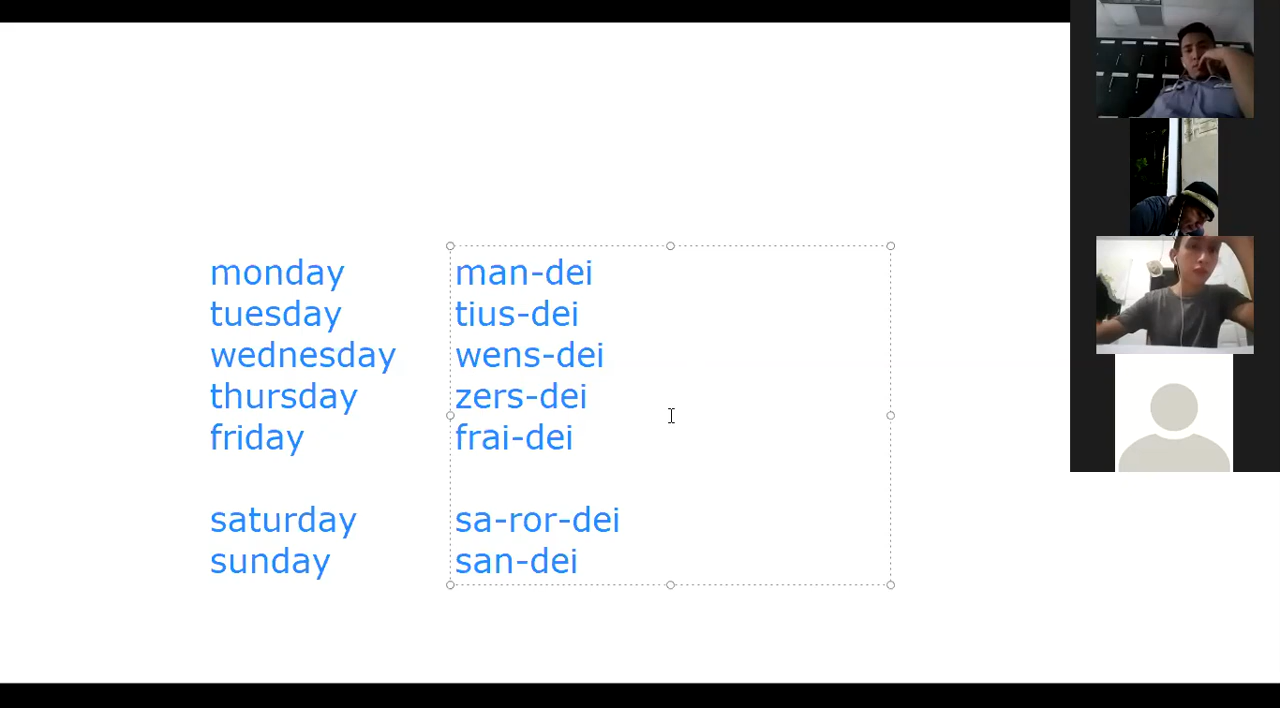 monday man-dei
tuesday tius-dei
wednesday wens-dei
thursday zers-dei
friday frai-dei
saturday sa-ror-dei
sunday san-dei